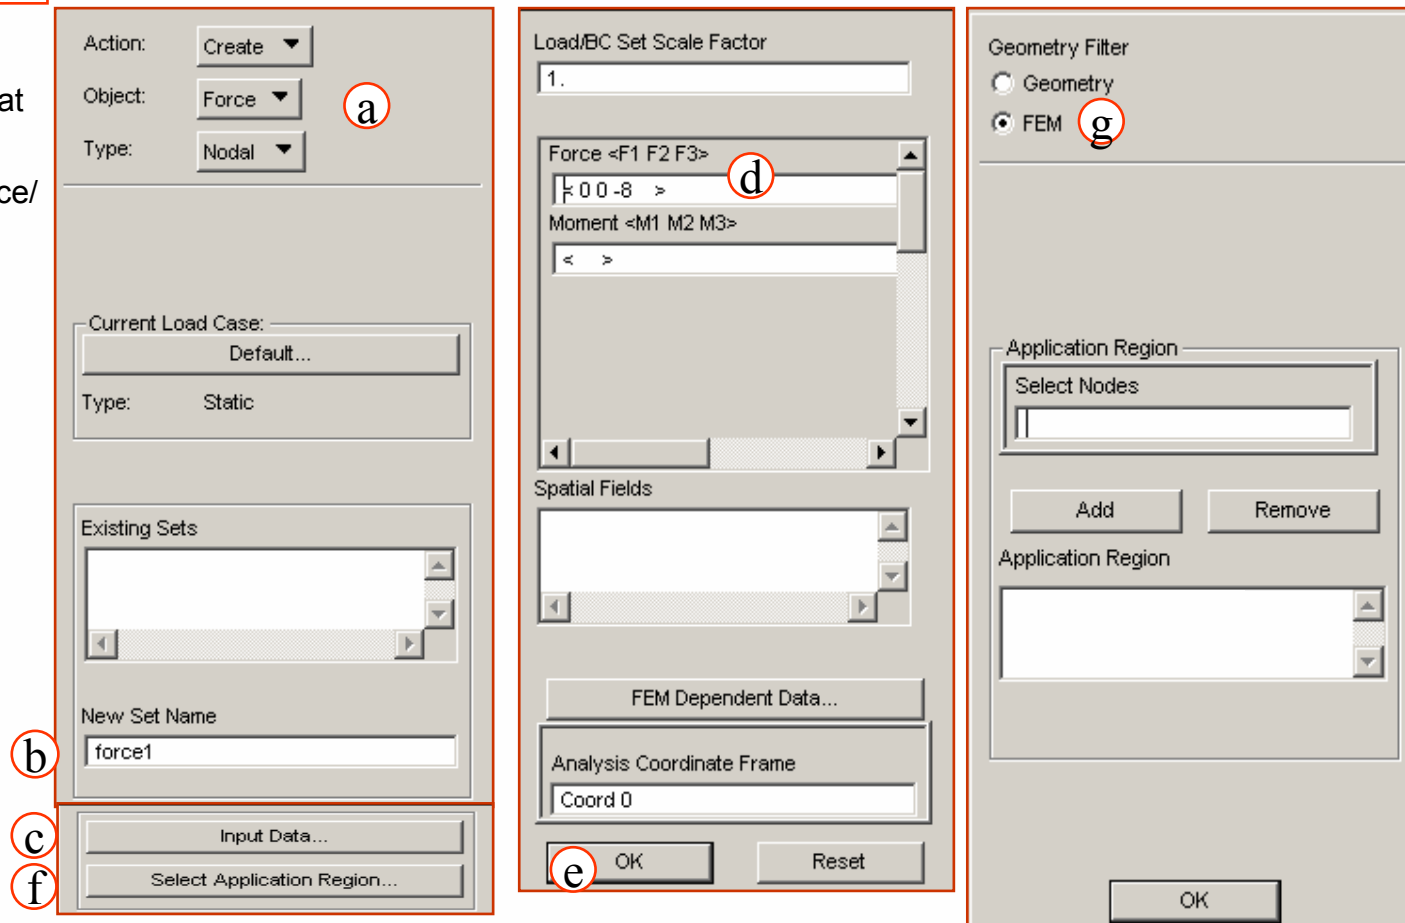 at
ce/
Action:
Create
Object:
Force
a
Type:
Nodal
Current Load Case:
Default...
Type:
Static
Existing Sets
New Set Name
b
force1
c
Input Data...
f
Select Application Region...
Load/BC Set Scale Factor
1.
Force <F1 F2 F3>
d
< 0 0 -8 >
Moment <M1 M2 M3>
< >
Spatial Fields
FEM Dependent Data...
Analysis Coordinate Frame
Coord 0
e
OK
Reset
Geometry Filter
Geometry
FEM
g
Application Region
Select Nodes
Add
Remove
Application Region
OK